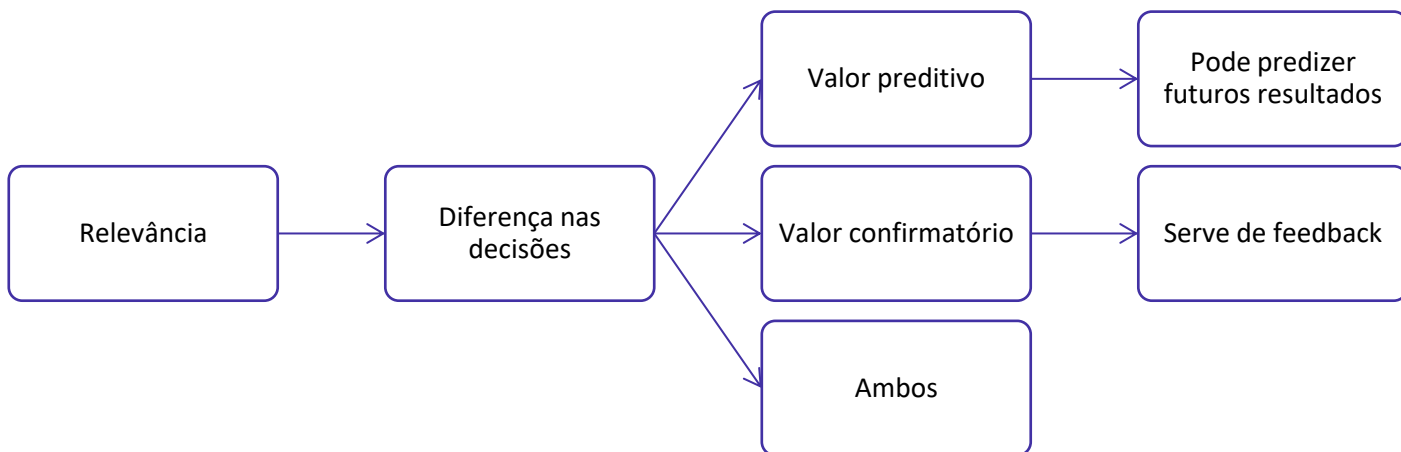 Relevância
Diferença nas
decisões
Valor preditivo
Pode predizer
futuros resultados
Valor confirmatório
Serve de feedback
Ambos